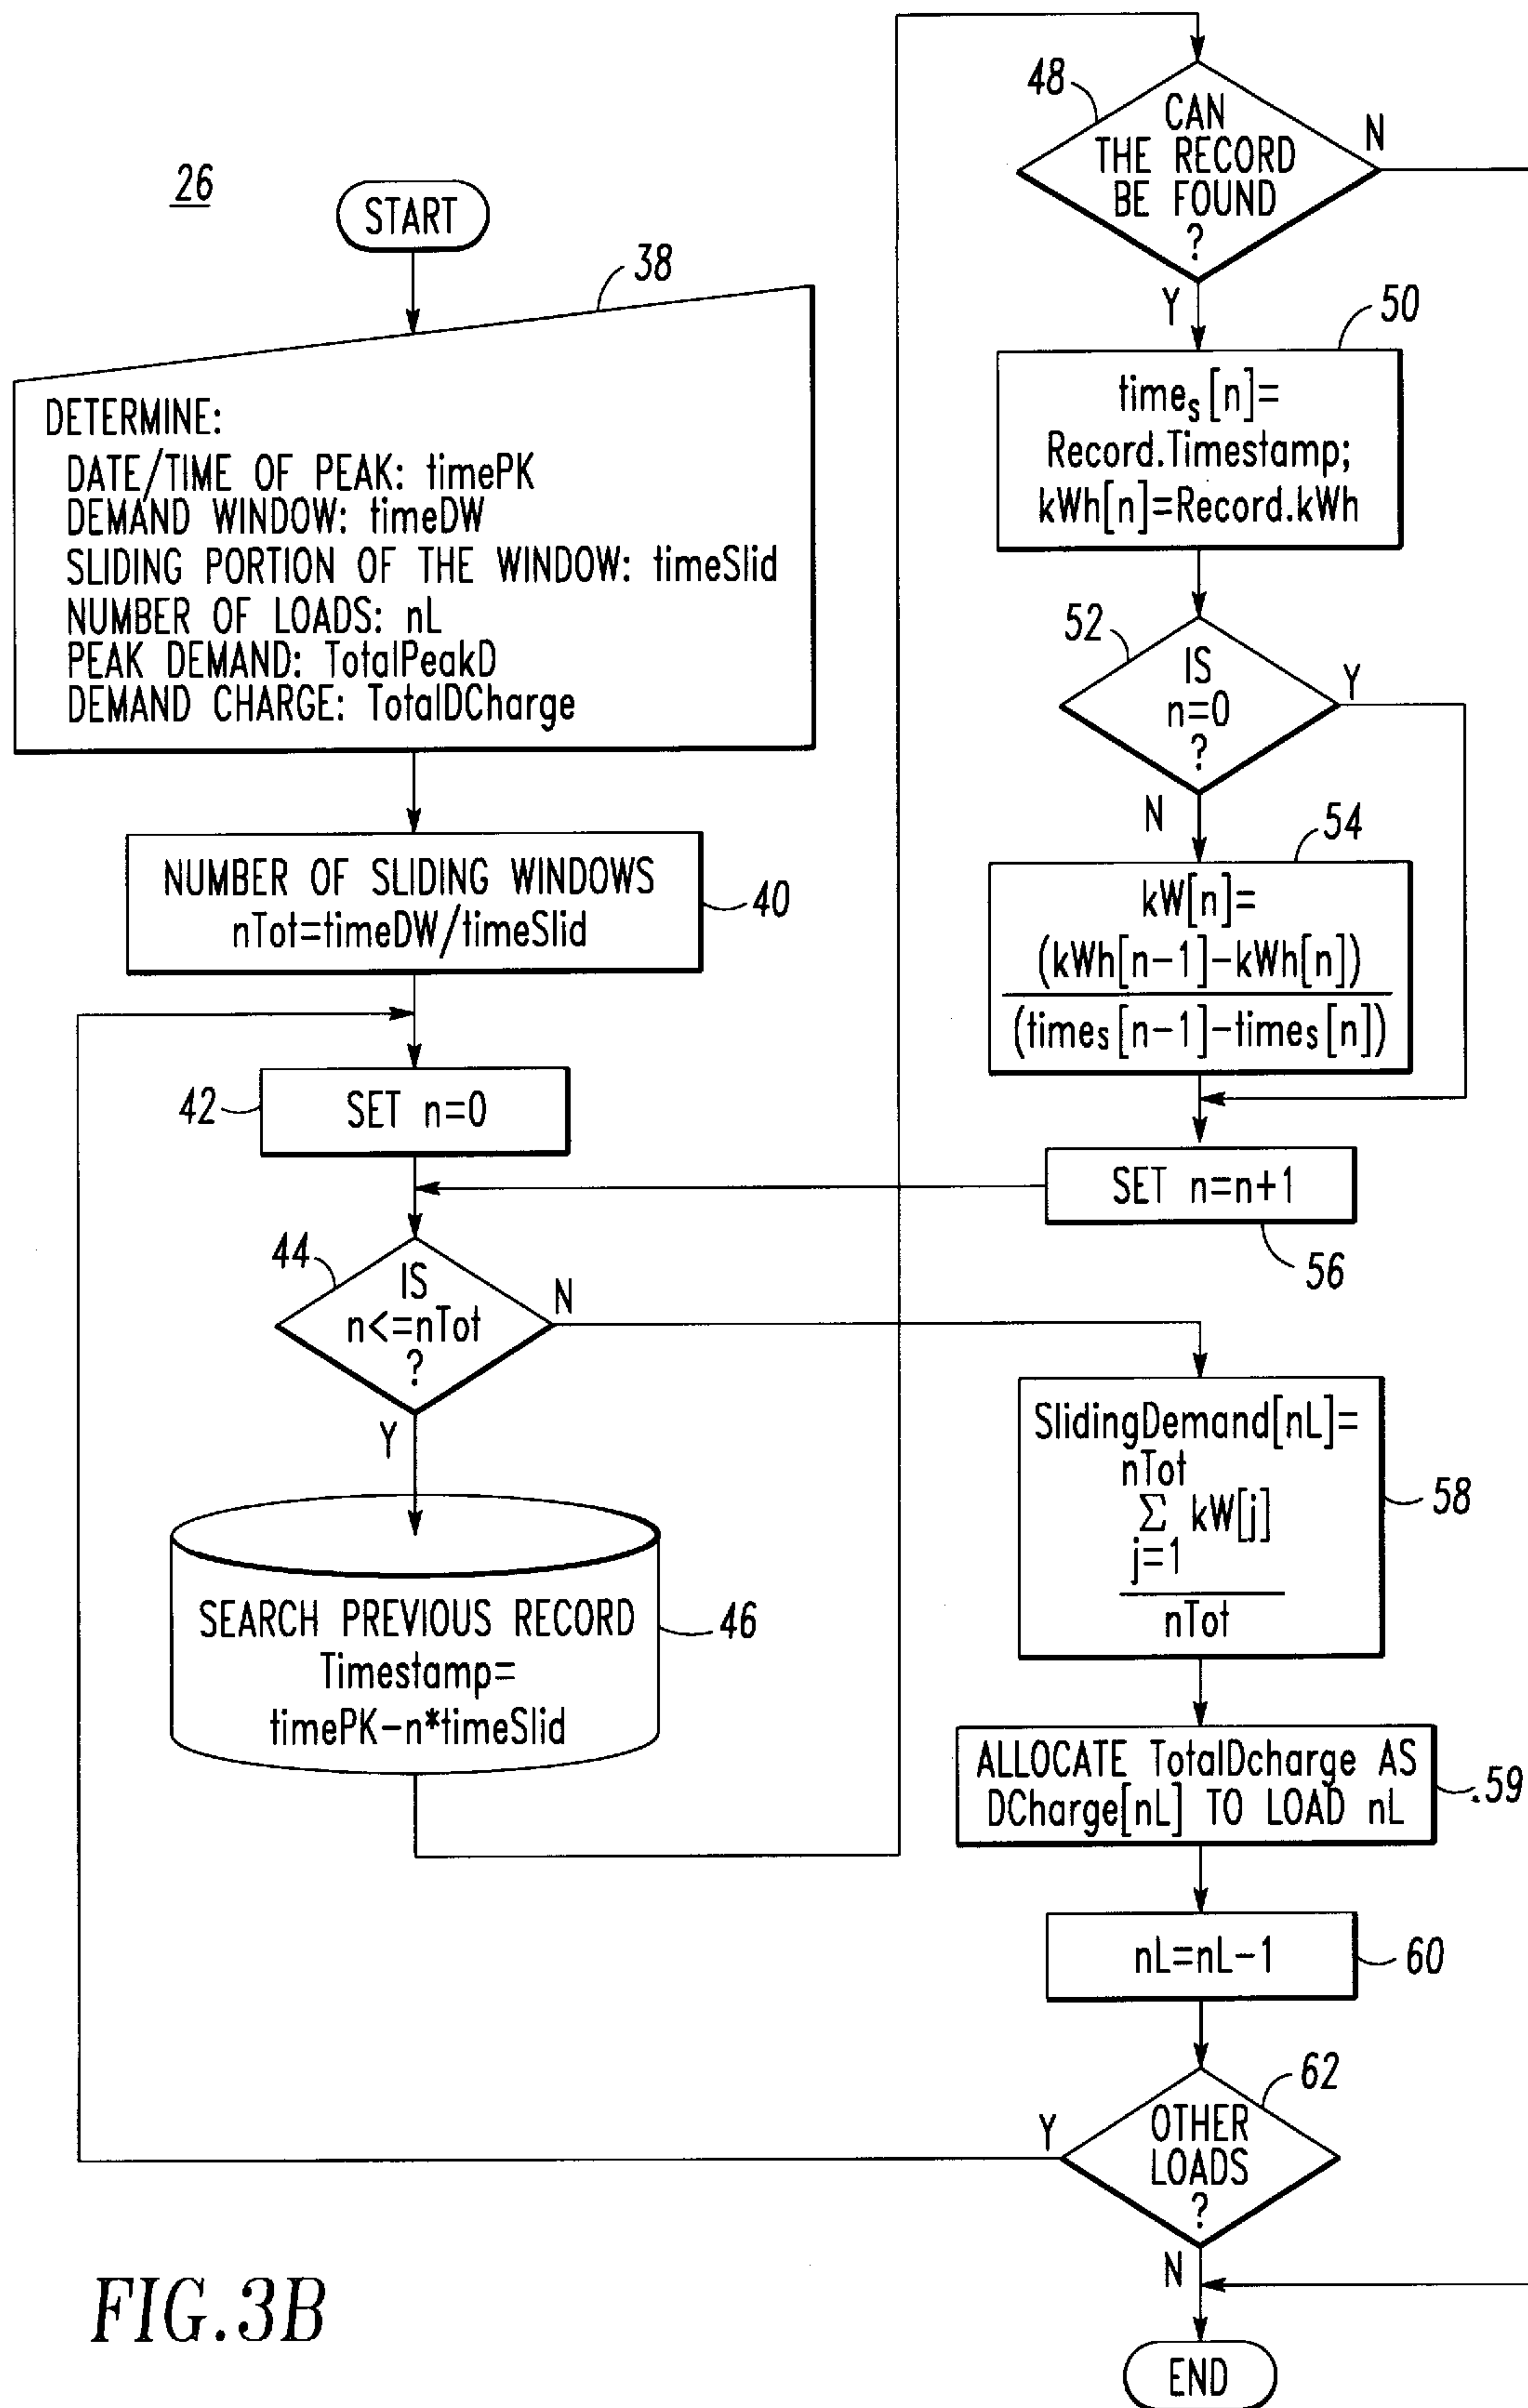 26
START
38
DETERMINE:
DATE/TIME OF PEAK: timePK
DEMAND WINDOW: timeDW
SLIDING PORTION OF THE WINDOW: timeSlid
NUMBER OF LOADS: nL
PEAK DEMAND: TotalPeakD
DEMAND CHARGE: TotalDCharge
NUMBER OF SLIDING WINDOWS
nTot=timeDW/timeSlid
40
42
SET n=0
44
IS
n<=nTot
?
N
Y
SEARCH PREVIOUS RECORD
Timestamp=
timePK-n*timeSlid
46
48
CAN
THE RECORD
BE FOUND
?
N
Y
50
times[n]=
Record.Timestamp;
kWh[n]=Record.kWh
52
IS
n=0
?
Y
N
54
kW[n]=
(kWh[n-1]-kWh[n])
(times[n-1]-times[n])
SET n=n+1
56
SlidingDemand[nL]=
nTot
Σ kW[j]
j=1
nTot
58
ALLOCATE TotalDcharge AS
DCharge[nL] TO LOAD nL
59
nL=nL-1
60
62
OTHER
LOADS
?
Y
N
END
FIG.3B